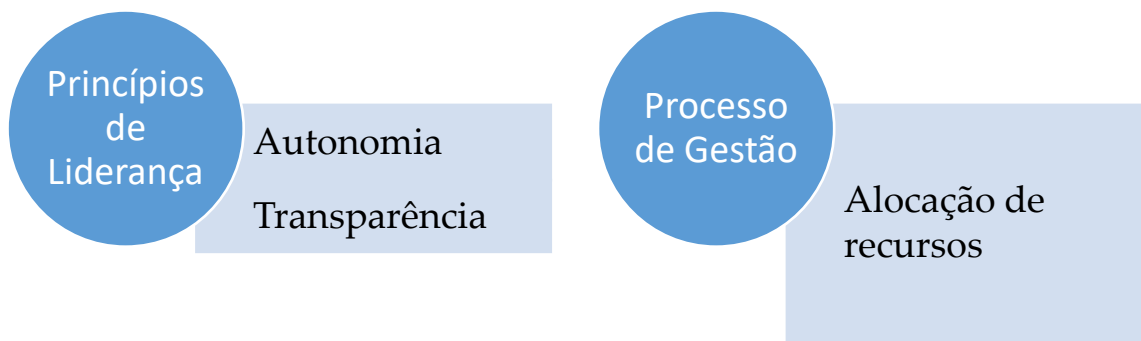 Princípios
de
Liderança
Autonomia
Transparência
Processo
de Gestão
Alocação de
recursos